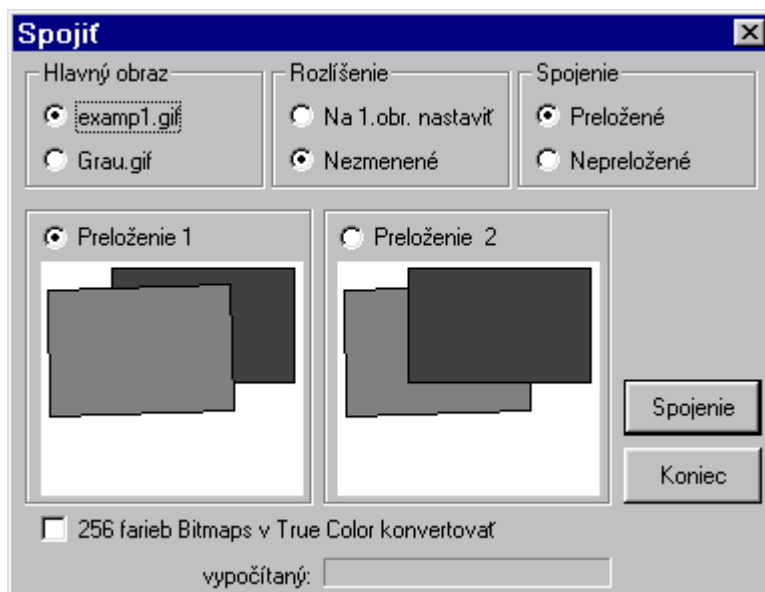 Spojiť
Hlavný obraz
examp1.gif
Grau.gif
Rozlíšenie
Na 1.obr. nastaviť
Nezmenené
Spojenie
Preložené
Nepreložené
Preloženie 1
Preloženie 2
Spojenie
Koniec
256 farieb Bitmaps v True Color konvertovať
vypočítaný: